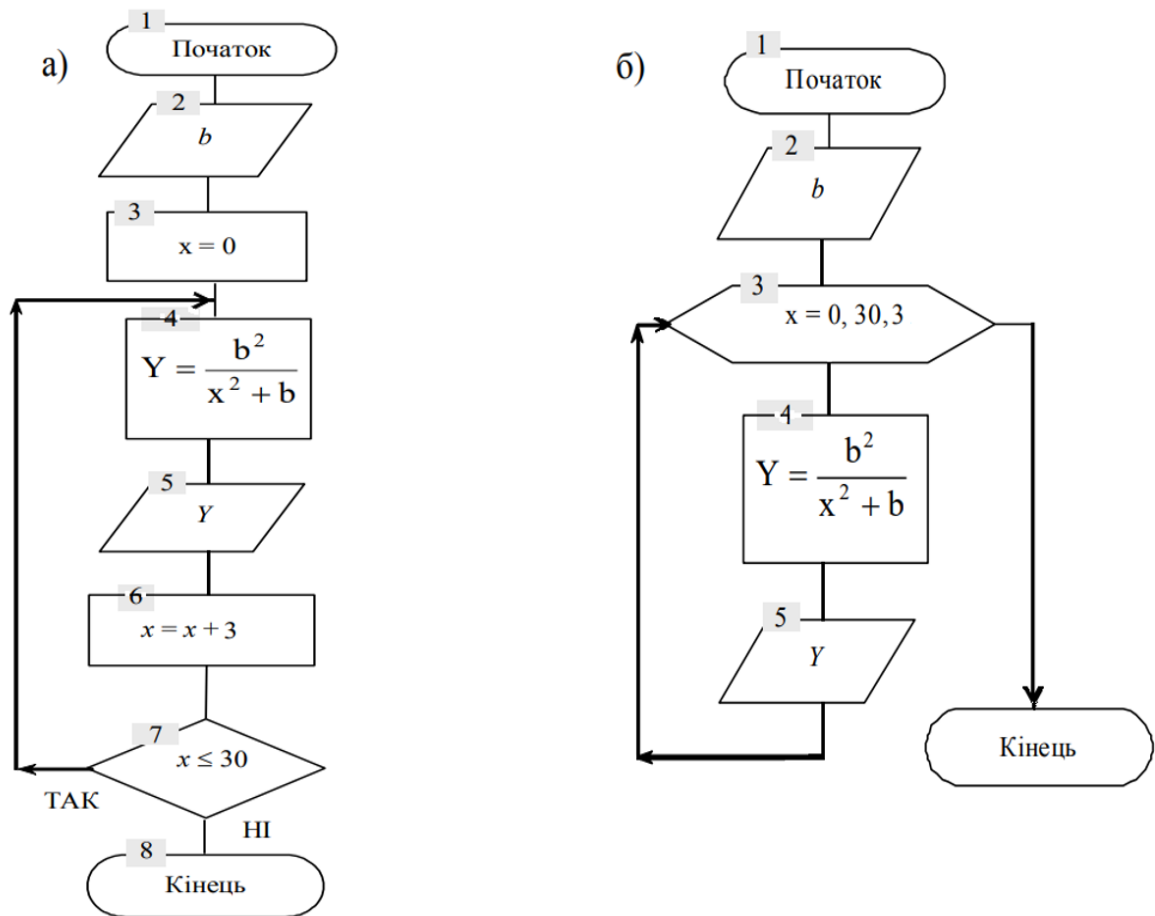 а)
1
Початок
2
b
3
x = 0
4
Y = b² / (x² + b)
5
Y
6
x = x + 3
7
x ≤ 30
ТАК
НІ
8
Кінець
б)
1
Початок
2
b
3
x = 0, 30,3
4
Y = b² / (x² + b)
5
Y
Кінець